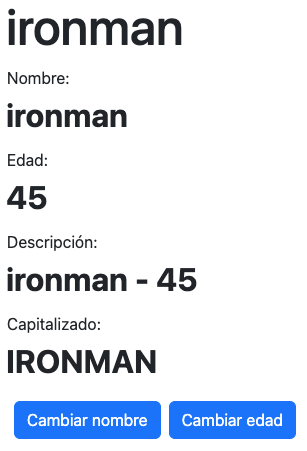 ironman
Nombre:
ironman
Edad:
45
Descripción:
ironman - 45
Capitalizado:
IRONMAN
Cambiar nombre Cambiar edad